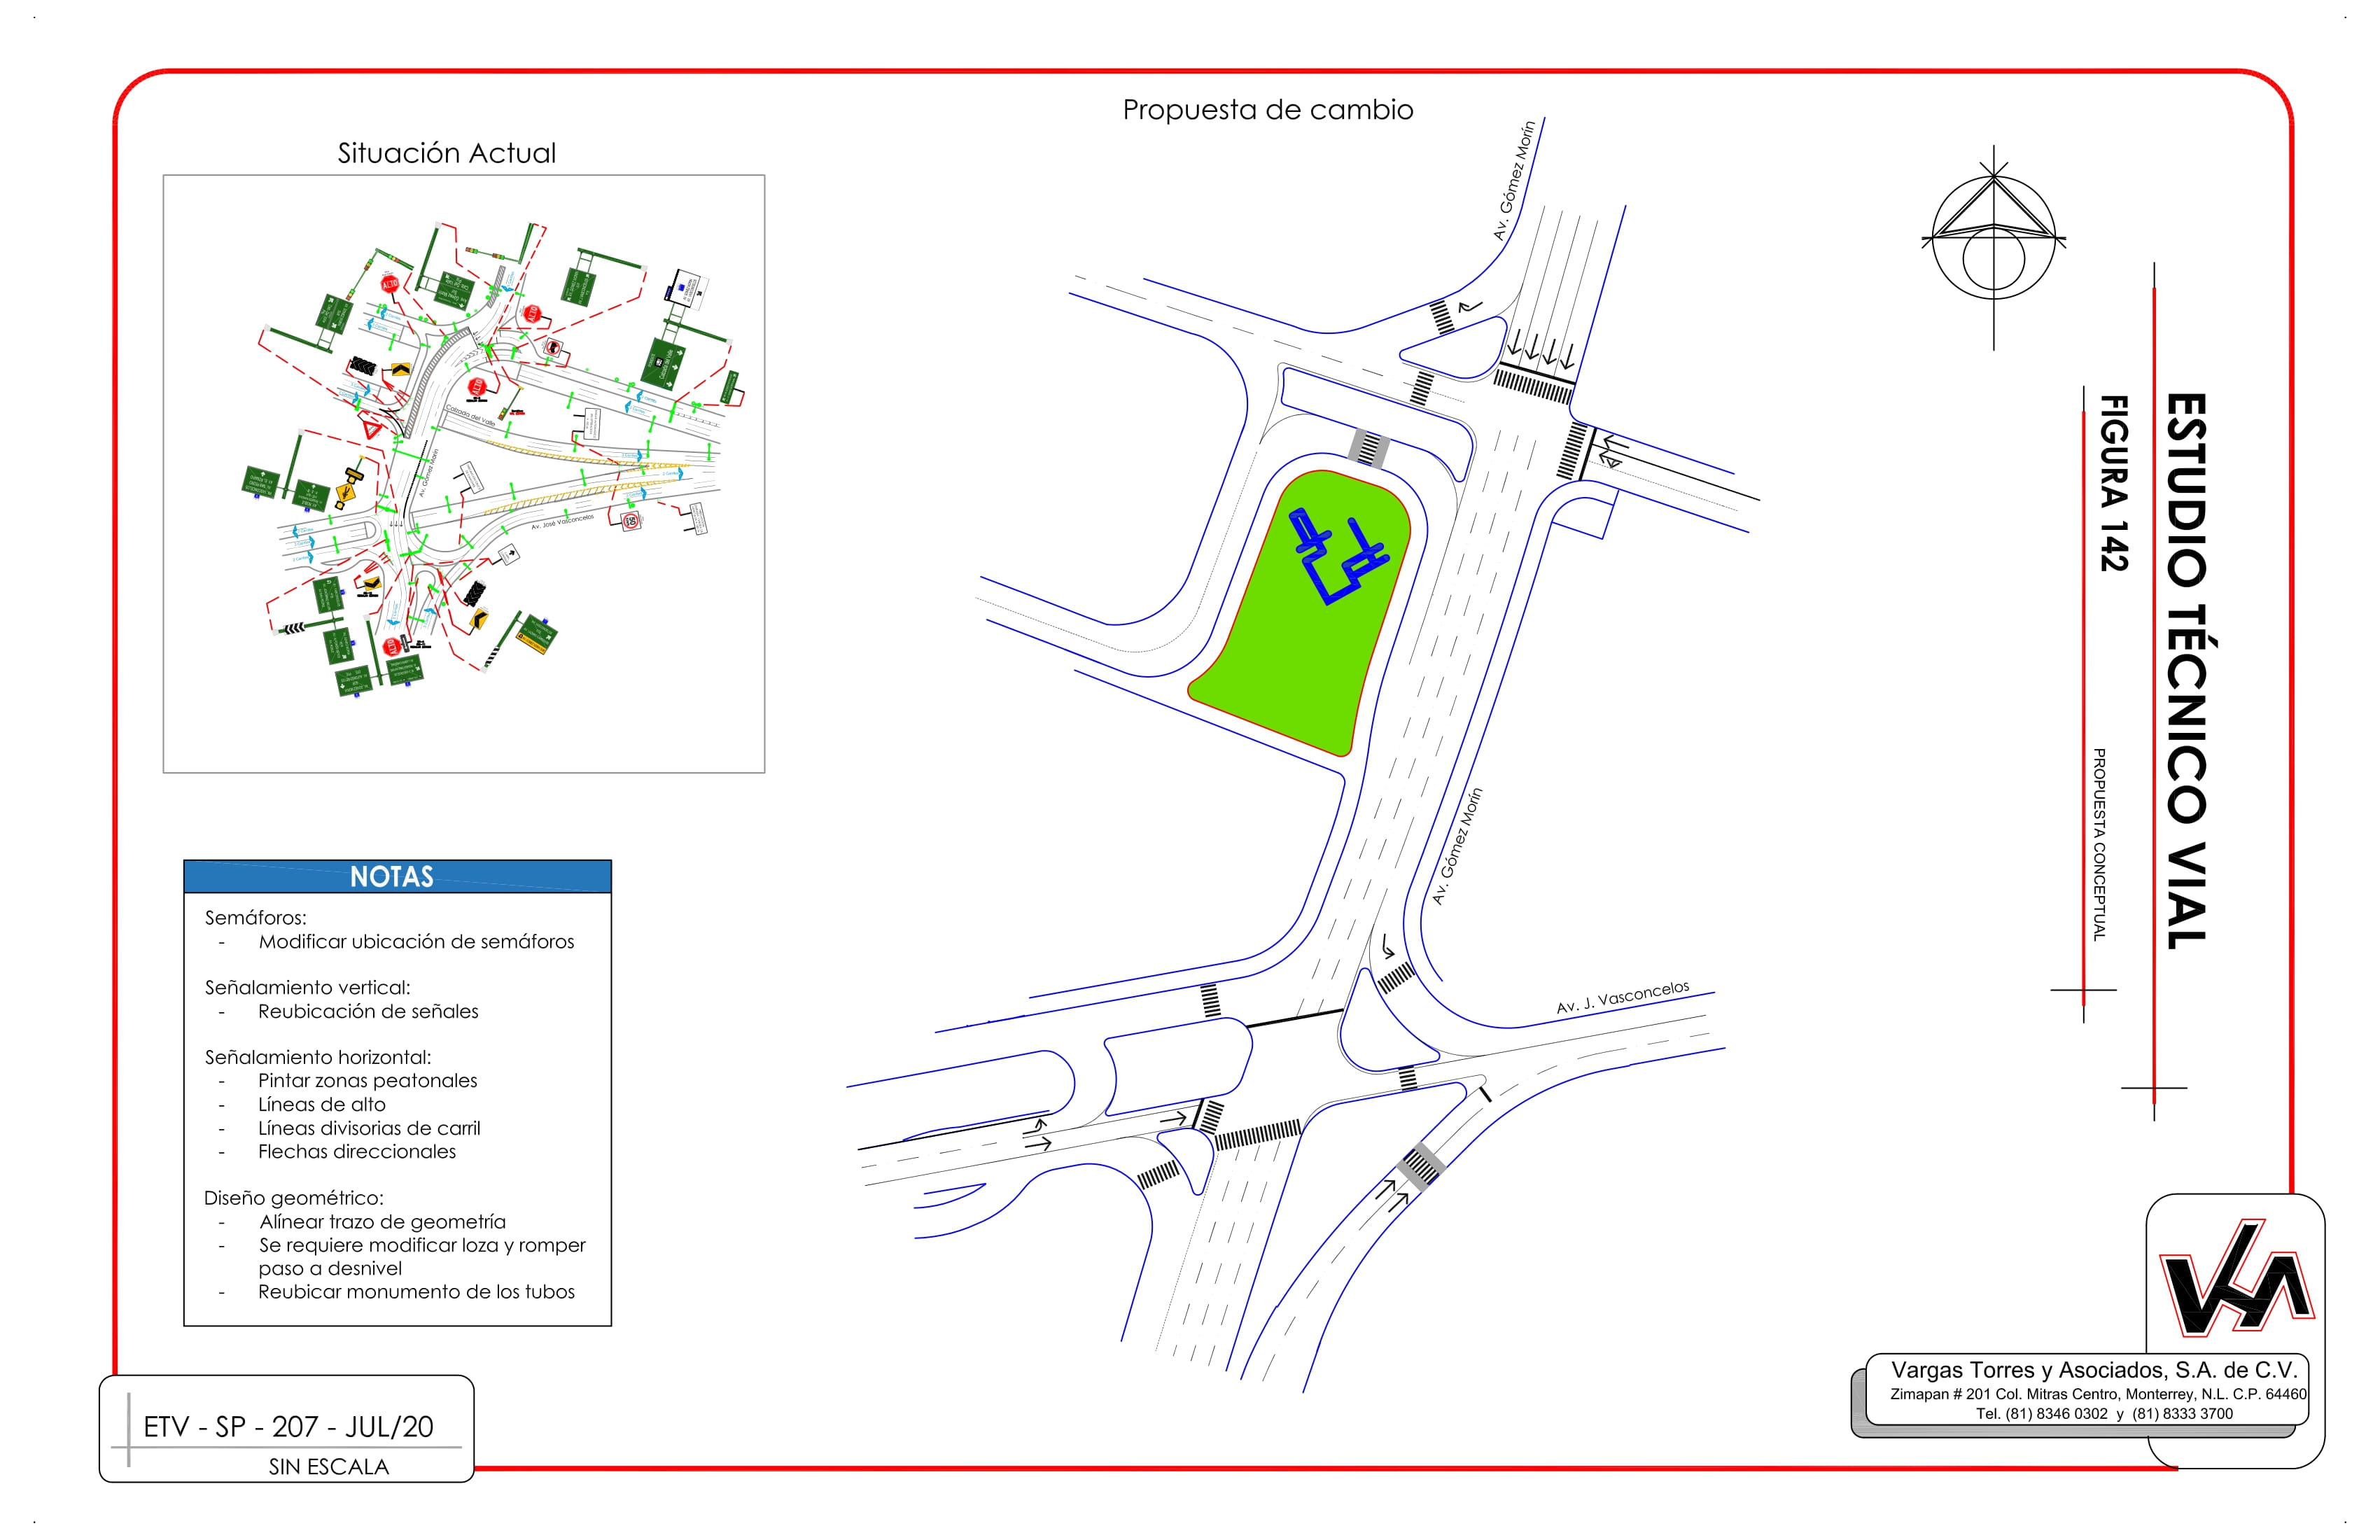 Propuesta de cambio
Situación Actual
ALTO
ALTO
ALTO
Calzada del Valle
Av. Gómez Morín
Av. José Vasconcelos
ALTO
Av. Gómez Morín
Av. Gómez Morín
Av. J. Vasconcelos
NOTAS
Semáforos:
- Modificar ubicación de semáforos
Señalamiento vertical:
- Reubicación de señales
Señalamiento horizontal:
- Pintar zonas peatonales
- Líneas de alto
- Líneas divisorias de carril
- Flechas direccionales
Diseño geométrico:
- Alínear trazo de geometría
- Se requiere modificar loza y romper
paso a desnivel
- Reubicar monumento de los tubos
ESTUDIO TÉCNICO VIAL
FIGURA 142
PROPUESTA CONCEPTUAL
ETV - SP - 207 - JUL/20
SIN ESCALA
Vargas Torres y Asociados, S.A. de C.V.
Zimapan # 201 Col. Mitras Centro, Monterrey, N.L. C.P. 64460
Tel. (81) 8346 0302 y (81) 8333 3700